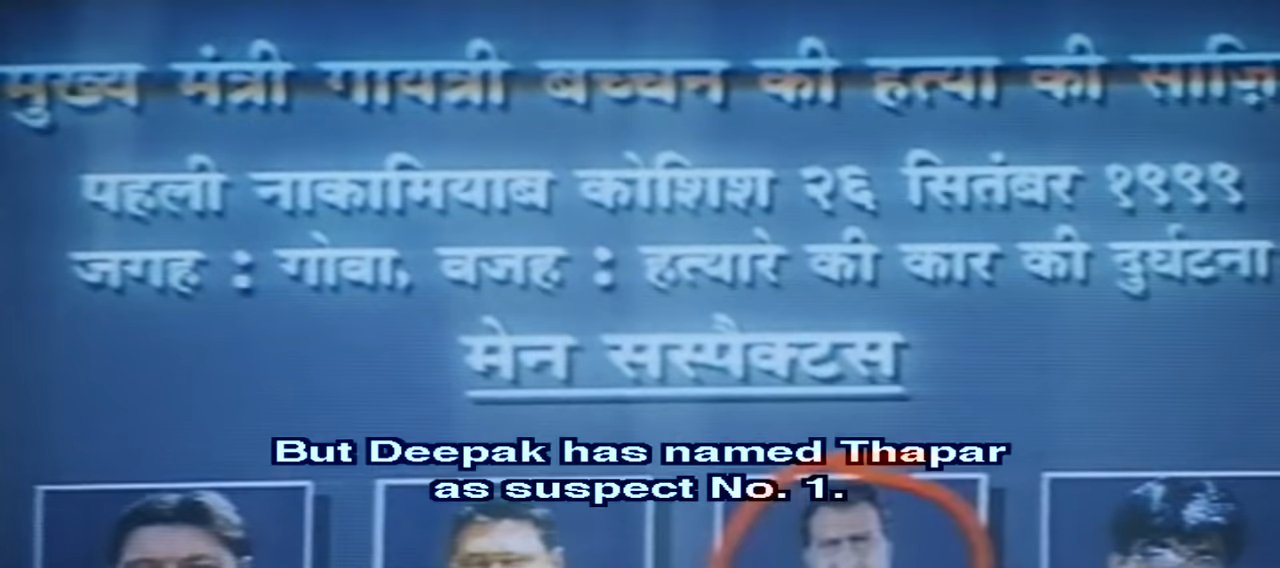 मुख्य मंत्री गायत्री बच्चन की हत्या की
पहली नाकामियाब कोशिश २६ सितंबर १९९९
जगह : गोवा, वजह : हत्यारे की कार की दुर्घटना
मेन सस्पैक्टस
But Deepak has named Thapar
as suspect No. 1.